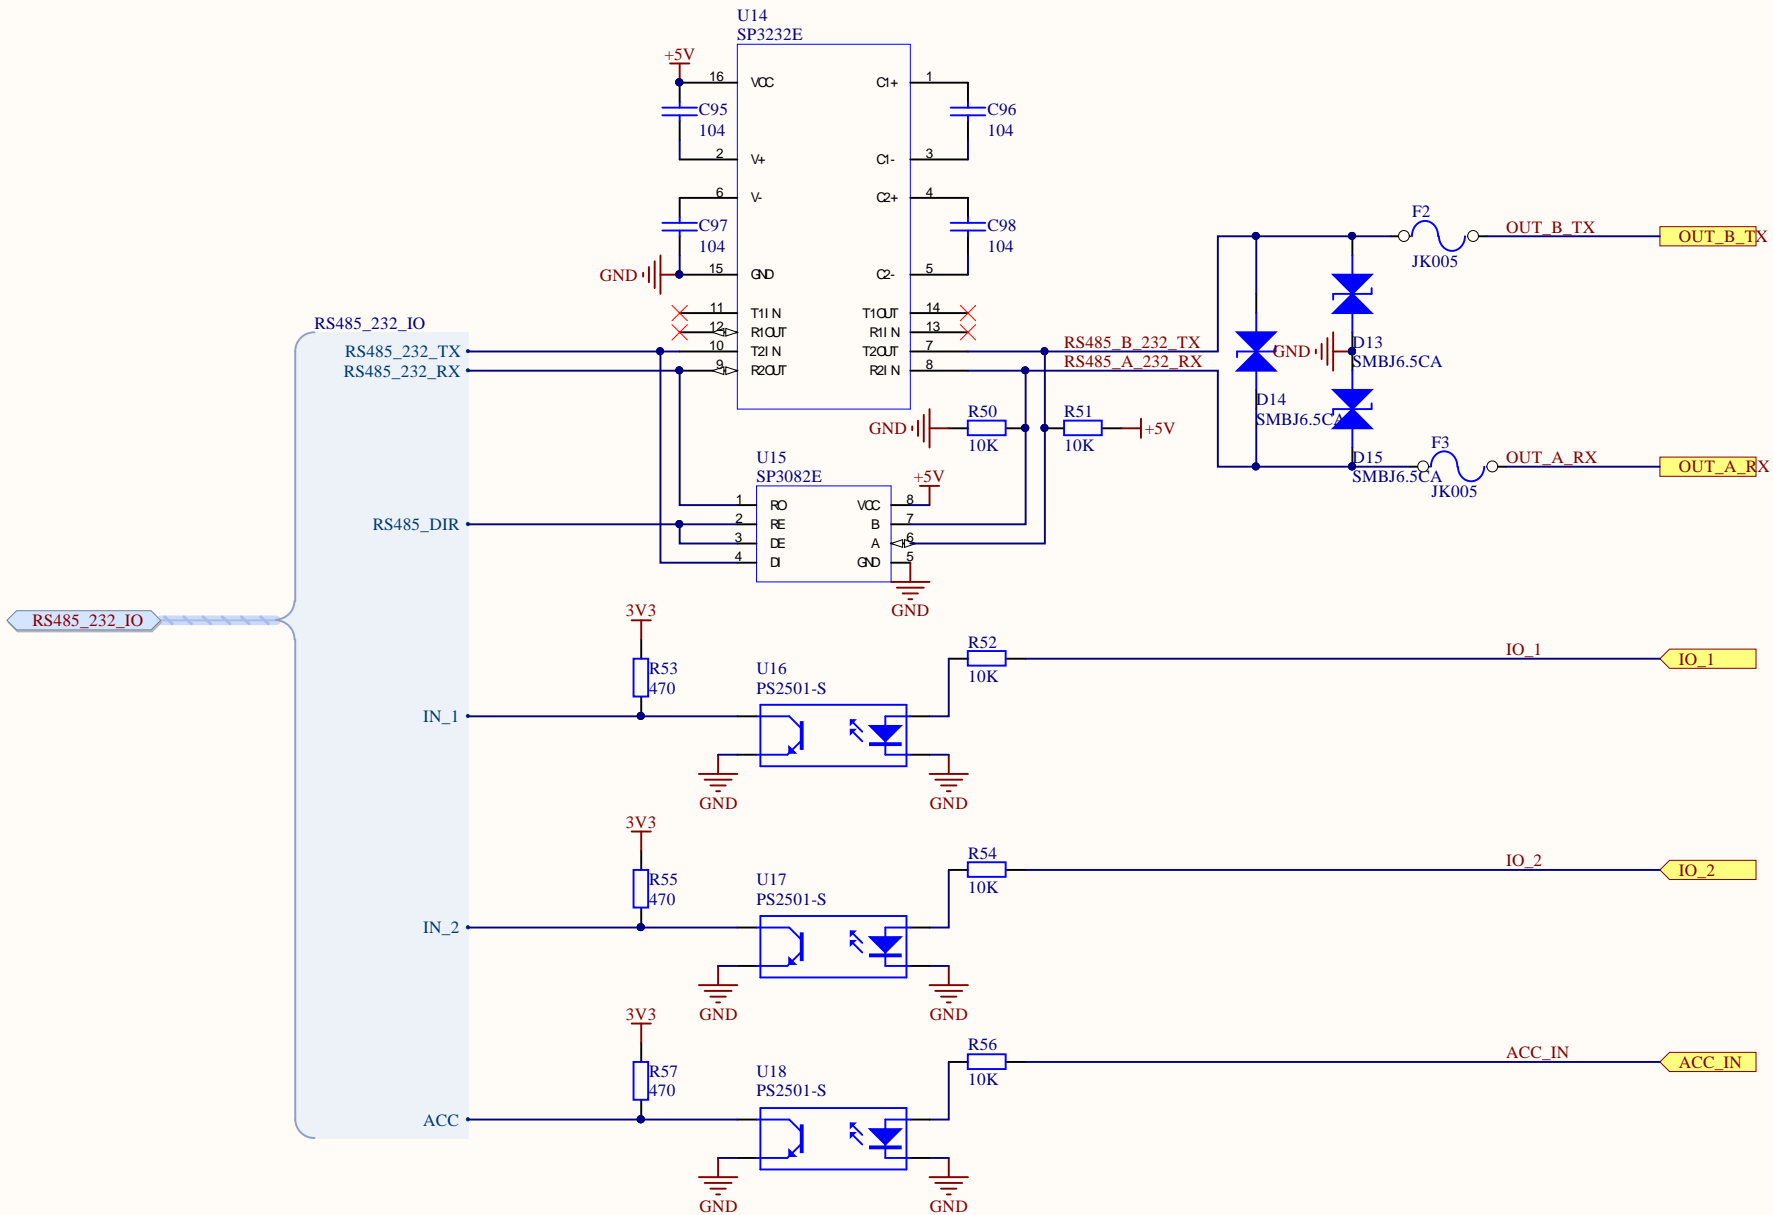 U14
SP3232E
+5V
16 VCC C1+ 1
C95
104
C96
104
2 V+ C1- 3
6 V- C2+ 4
C97
104
C98
104
GND 15 GND C2- 5
11 T1IN T1OUT 14
12 R1OUT R1IN 13
10 T2IN T2OUT 7
9 R2OUT R2IN 8
RS485_232_IO
RS485_232_TX
RS485_232_RX
RS485_B_232_TX
RS485_A_232_RX
F2
JK005
OUT_B_TX
OUT_B_TX
GND
D13
SMBJ6.5CA
D14
SMBJ6.5CA
D15
SMBJ6.5CA
F3
JK005
OUT_A_RX
OUT_A_RX
GND
R50
10K
R51
10K
+5V
U15
SP3082E
+5V
1 RO VCC 8
2 RE B 7
3 DE A 6
4 DI GND 5
GND
RS485_DIR
RS485_232_IO
3V3
R53
470
U16
PS2501-S
R52
10K
IO_1
IO_1
IN_1
GND
GND
3V3
R55
470
U17
PS2501-S
R54
10K
IO_2
IO_2
IN_2
GND
GND
3V3
R57
470
U18
PS2501-S
R56
10K
ACC_IN
ACC_IN
ACC
GND
GND